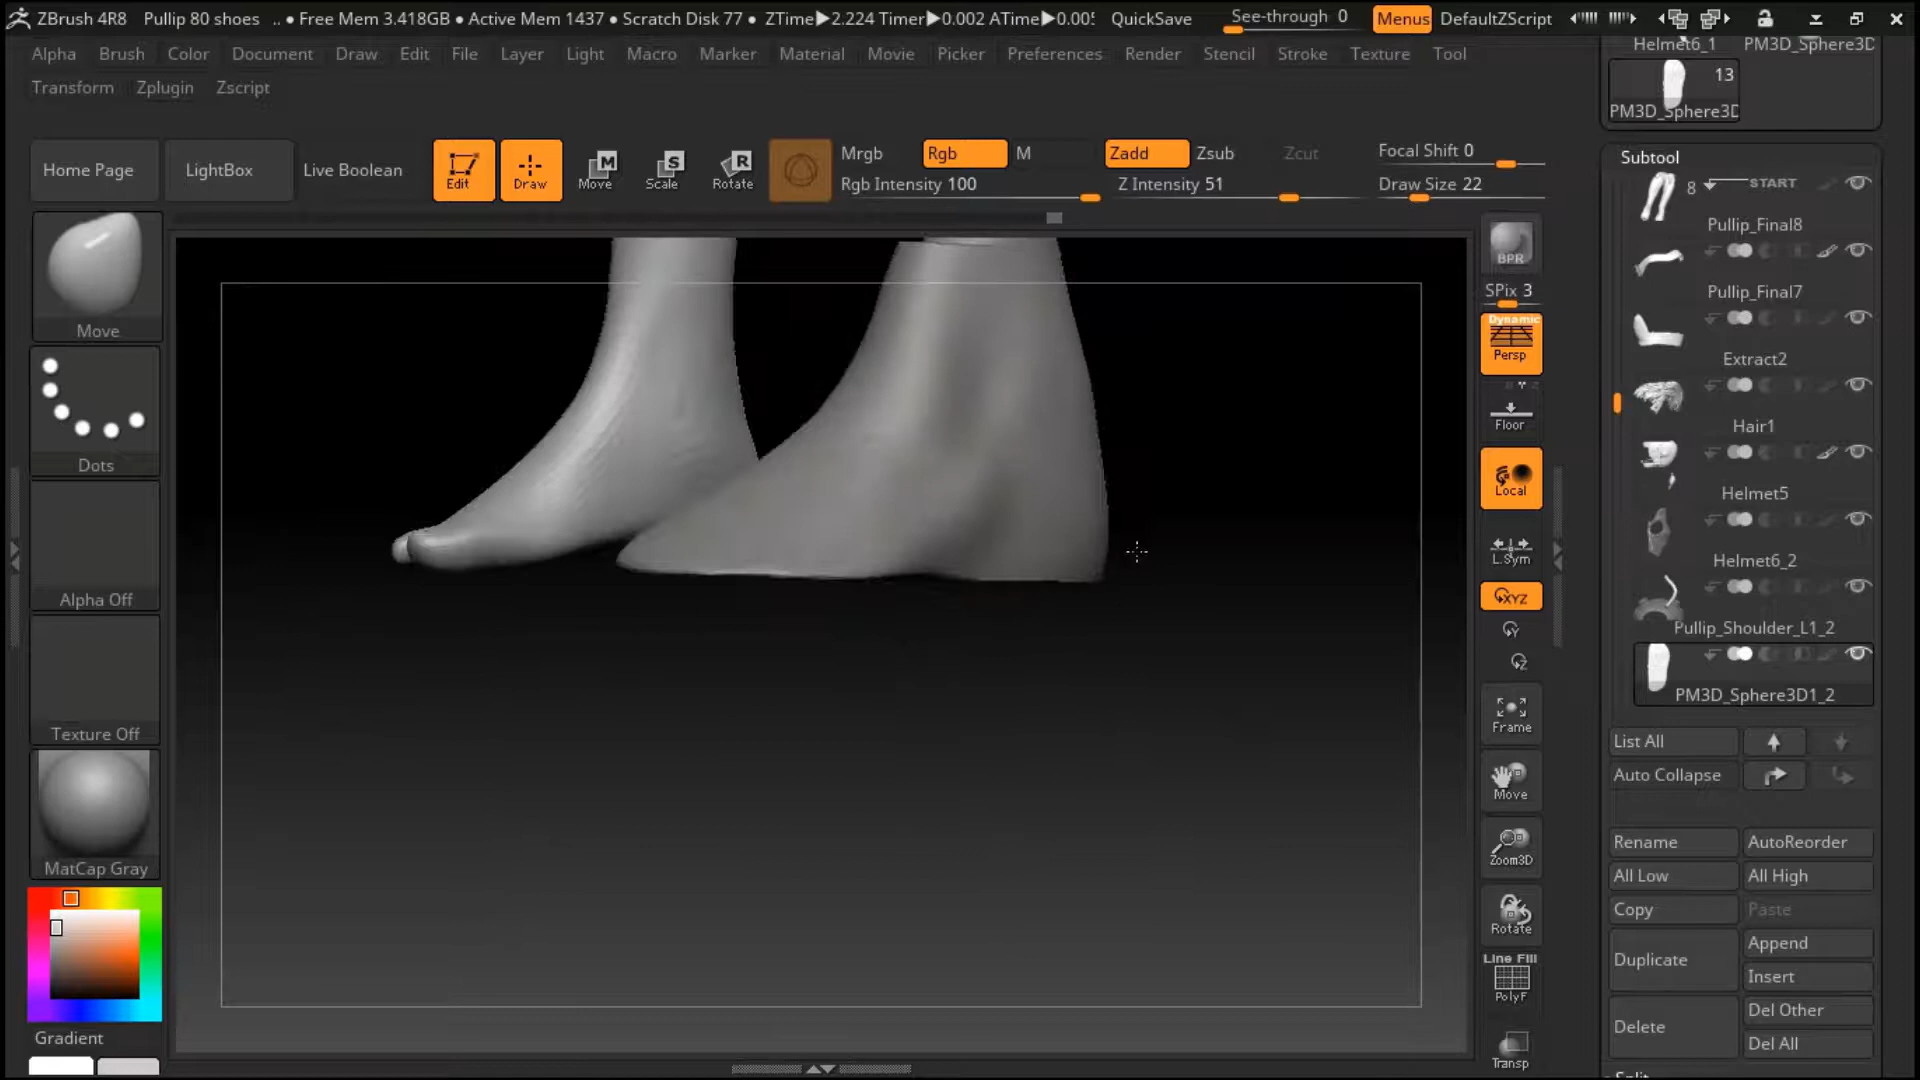 ZBrush 4R8 Pullip 80 shoes .. ● Free Mem 3.418GB ● Active Mem 1437 ● Scratch Disk 77 ● ZTime▶2.224 Timer▶0.002 ATime▶0.005 QuickSave See-through 0 Menus DefaultZScript
Alpha Brush Color Document Draw Edit File Layer Light Macro Marker Material Movie Picker Preferences Render Stencil Stroke Texture Tool
Transform Zplugin Zscript
Home Page LightBox Live Boolean Edit Draw Move Scale Rotate
M S R
Mrgb Rgb M Zadd Zsub Zcut Focal Shift 0
Rgb Intensity 100 Z Intensity 51 Draw Size 22
Move
Dots
Alpha Off
Texture Off
MatCap Gray
Gradient
BPR
SPix 3
Dynamic
Persp
Floor
Local
L.Sym
XYZ
Y
Z
Frame
Move
Zoom3D
Rotate
Line Fill
PolyF
Transp
Helmet6_1 PM3D_Sphere3D
13
PM3D_Sphere3D
Subtool
8 START
Pullip_Final8
Pullip_Final7
Extract2
Hair1
Helmet5
Helmet6_2
Pullip_Shoulder_L1_2
PM3D_Sphere3D1_2
List All
Auto Collapse
Rename AutoReorder
All Low All High
Copy Paste
Duplicate Append
Insert
Delete Del Other
Del All
Split